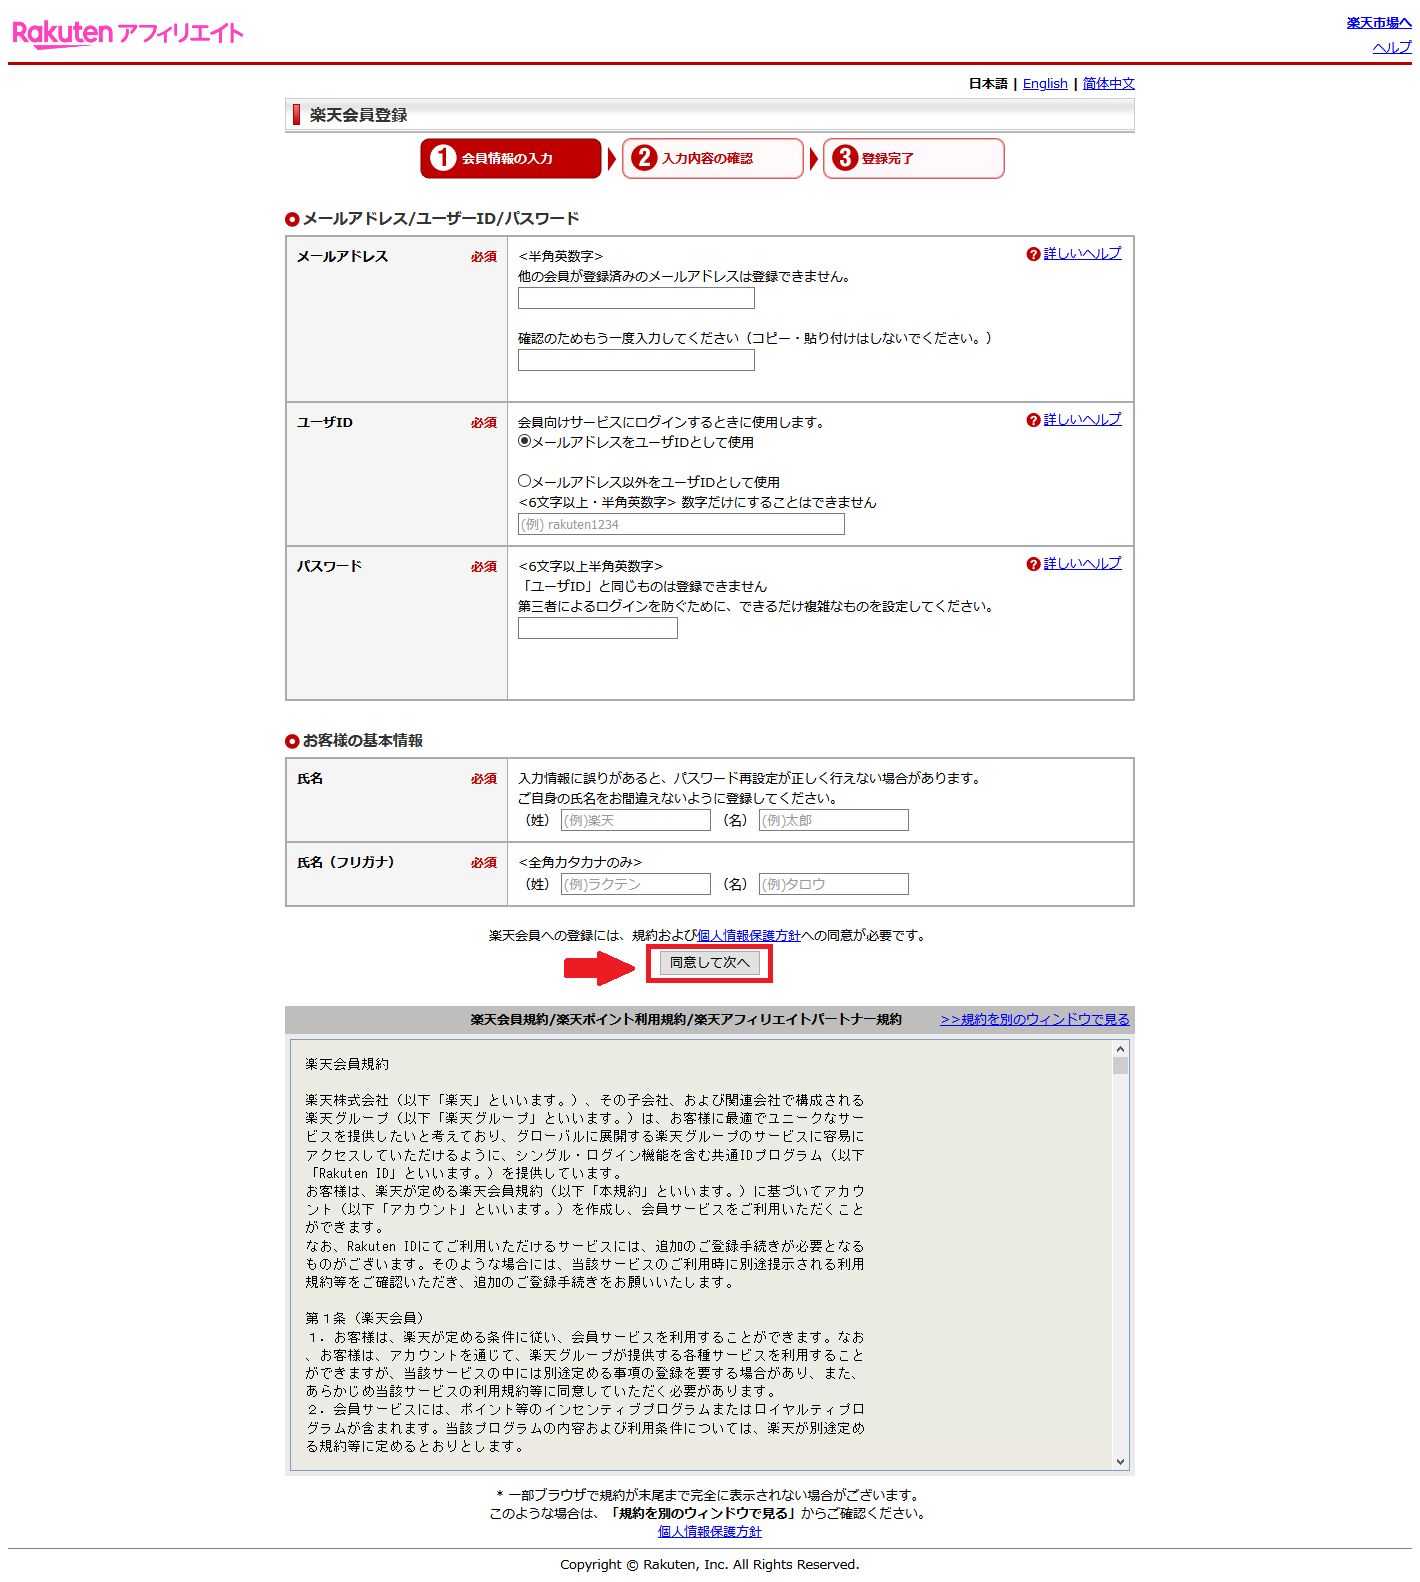 Rakuten アフィリエイト
楽天市場へ
ヘルプ
日本語 | English | 简体中文
楽天会員登録
1 会員情報の入力
2 入力内容の確認
3 登録完了
メールアドレス/ユーザーID/パスワード
メールアドレス 必須
<半角英数字>
詳しいヘルプ
他の会員が登録済みのメールアドレスは登録できません。
確認のためもう一度入力してください（コピー・貼り付けはしないでください。）
ユーザID 必須
会員向けサービスにログインするときに使用します。
詳しいヘルプ
メールアドレスをユーザIDとして使用
メールアドレス以外をユーザIDとして使用
<6文字以上・半角英数字> 数字だけにすることはできません
(例) rakuten1234
パスワード 必須
<6文字以上半角英数字>
詳しいヘルプ
「ユーザID」と同じものは登録できません
第三者によるログインを防ぐために、できるだけ複雑なものを設定してください。
お客様の基本情報
氏名 必須
入力情報に誤りがあると、パスワード再設定が正しく行えない場合があります。
ご自身の氏名をお間違えないように登録してください。
（姓） (例)楽天 （名） (例)太郎
氏名（フリガナ） 必須
<全角カタカナのみ>
（姓） (例)ラクテン （名） (例)タロウ
楽天会員への登録には、規約および個人情報保護方針への同意が必要です。
同意して次へ
楽天会員規約/楽天ポイント利用規約/楽天アフィリエイトパートナー規約
>>規約を別のウィンドウで見る
楽天会員規約
楽天株式会社（以下「楽天」といいます。）、その子会社、および関連会社で構成される
楽天グループ（以下「楽天グループ」といいます。）は、お客様に最適でユニークなサー
ビスを提供したいと考えており、グローバルに展開する楽天グループのサービスに容易に
アクセスしていただけるように、シングル・ログイン機能を含む共通IDプログラム（以下
「Rakuten ID」といいます。）を提供しています。
お客様は、楽天が定める楽天会員規約（以下「本規約」といいます。）に基づいてアカウ
ント（以下「アカウント」といいます。）を作成し、会員サービスをご利用いただくこと
ができます。
なお、Rakuten IDにてご利用いただけるサービスには、追加のご登録手続きが必要となる
ものがございます。そのような場合には、当該サービスのご利用時に別途提示される利用
規約等をご確認いただき、追加のご登録手続きをお願いいたします。
第１条（楽天会員）
１．お客様は、楽天が定める条件に従い、会員サービスを利用することができます。なお
、お客様は、アカウントを通じて、楽天グループが提供する各種サービスを利用すること
ができますが、当該サービスの中には別途定める事項の登録を要する場合があり、また、
あらかじめ当該サービスの利用規約等に同意していただく必要があります。
２．会員サービスには、ポイント等のインセンティブプログラムまたはロイヤルティプロ
グラムが含まれます。当該プログラムの内容および利用条件については、楽天が別途定め
る規約等に定めるとおりとします。
* 一部ブラウザで規約が末尾まで完全に表示されない場合がございます。
このような場合は、「規約を別のウィンドウで見る」からご確認ください。
個人情報保護方針
Copyright © Rakuten, Inc. All Rights Reserved.